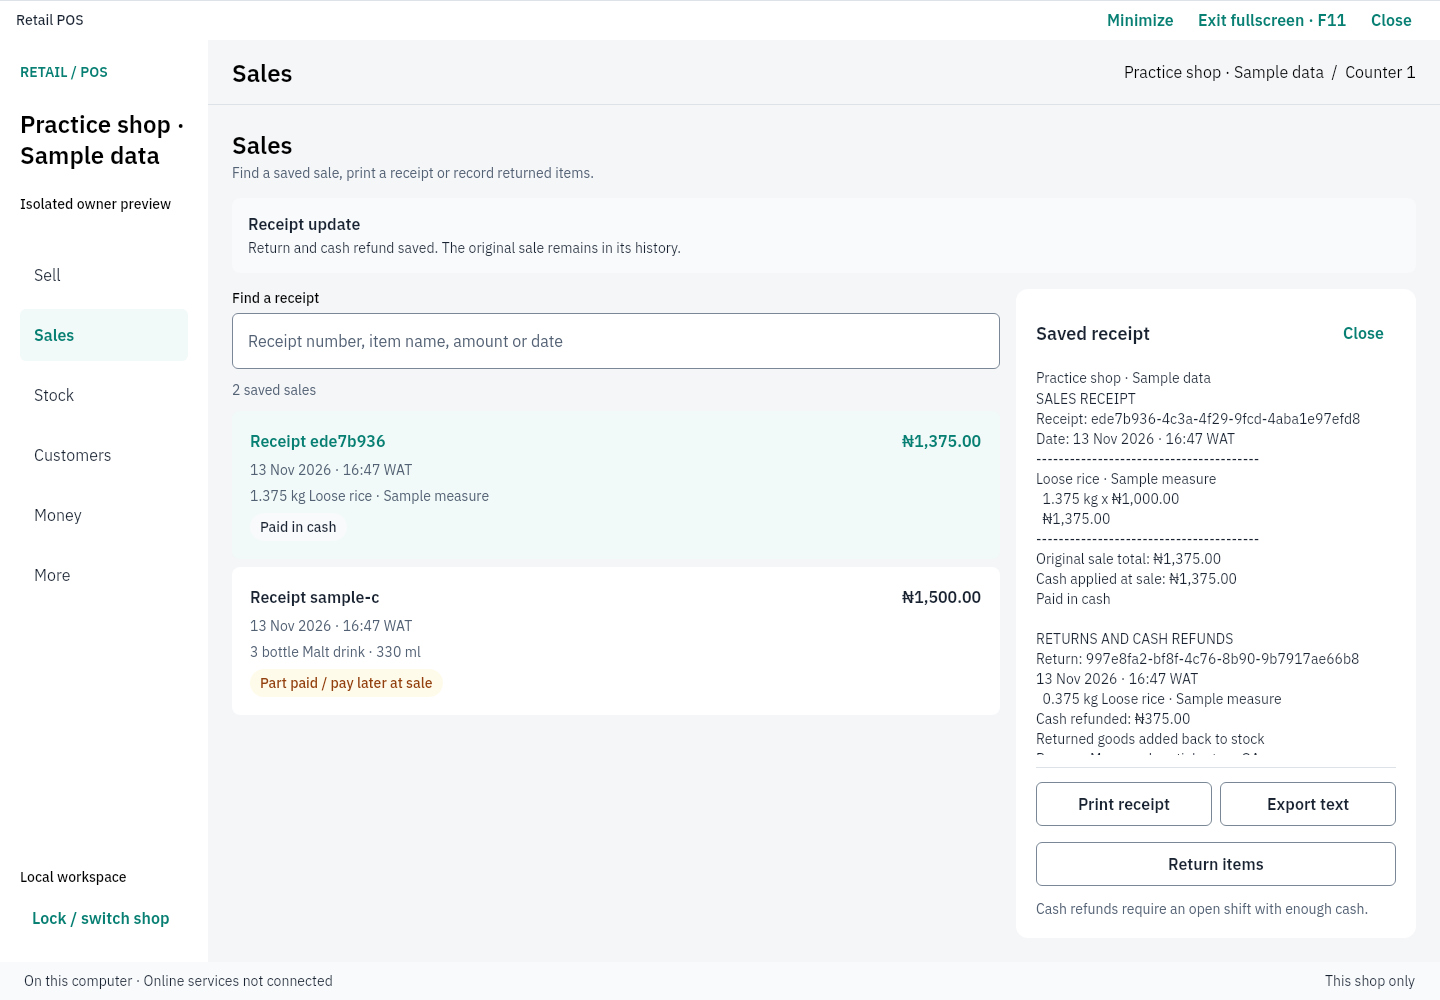 Retail POS
Minimize
Exit fullscreen · F11
Close
RETAIL / POS
Practice shop ·
Sample data
Isolated owner preview
Sell
Sales
Stock
Customers
Money
More
Local workspace
Lock / switch shop
Sales
Practice shop · Sample data / Counter 1
Sales
Find a saved sale, print a receipt or record returned items.
Receipt update
Return and cash refund saved. The original sale remains in its history.
Find a receipt
Receipt number, item name, amount or date
2 saved sales
Receipt ede7b936
₦1,375.00
13 Nov 2026 · 16:47 WAT
1.375 kg Loose rice · Sample measure
Paid in cash
Receipt sample-c
₦1,500.00
13 Nov 2026 · 16:47 WAT
3 bottle Malt drink · 330 ml
Part paid / pay later at sale
Saved receipt
Close
Practice shop · Sample data
SALES RECEIPT
Receipt: ede7b936-4c3a-4f29-9fcd-4aba1e97efd8
Date: 13 Nov 2026 · 16:47 WAT
----------------------------------------
Loose rice · Sample measure
1.375 kg x ₦1,000.00
₦1,375.00
----------------------------------------
Original sale total: ₦1,375.00
Cash applied at sale: ₦1,375.00
Paid in cash
RETURNS AND CASH REFUNDS
Return: 997e8fa2-bf8f-4c76-8b90-9b7917ae66b8
13 Nov 2026 · 16:47 WAT
0.375 kg Loose rice · Sample measure
Cash refunded: ₦375.00
Returned goods added back to stock
Print receipt
Export text
Return items
Cash refunds require an open shift with enough cash.
On this computer · Online services not connected
This shop only